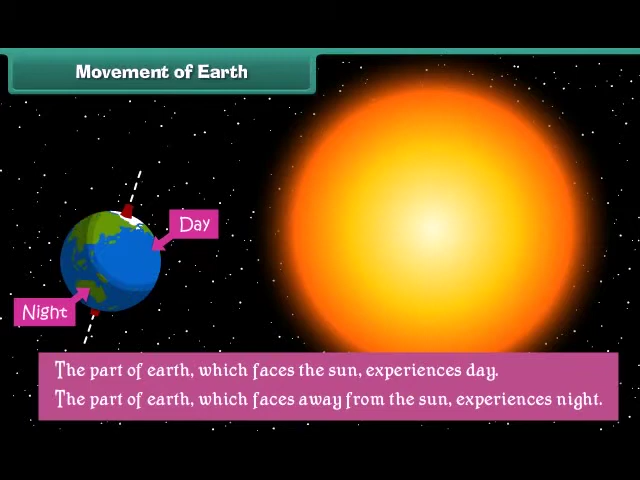 Movement of Earth
Day
Night
The part of earth, which faces the sun, experiences day.
The part of earth, which faces away from the sun, experiences night.